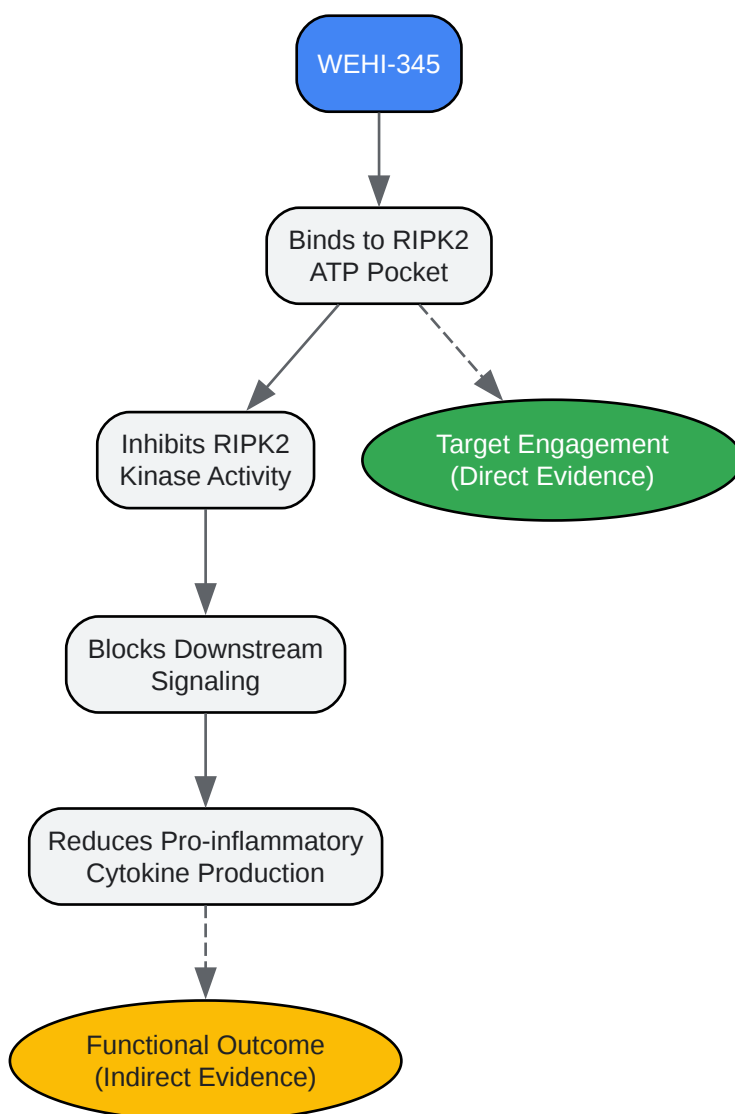 WEHI-345
Binds to RIPK2
ATP Pocket
Inhibits RIPK2
Kinase Activity
Target Engagement
(Direct Evidence)
Blocks Downstream
Signaling
Reduces Pro-inflammatory
Cytokine Production
Functional Outcome
(Indirect Evidence)